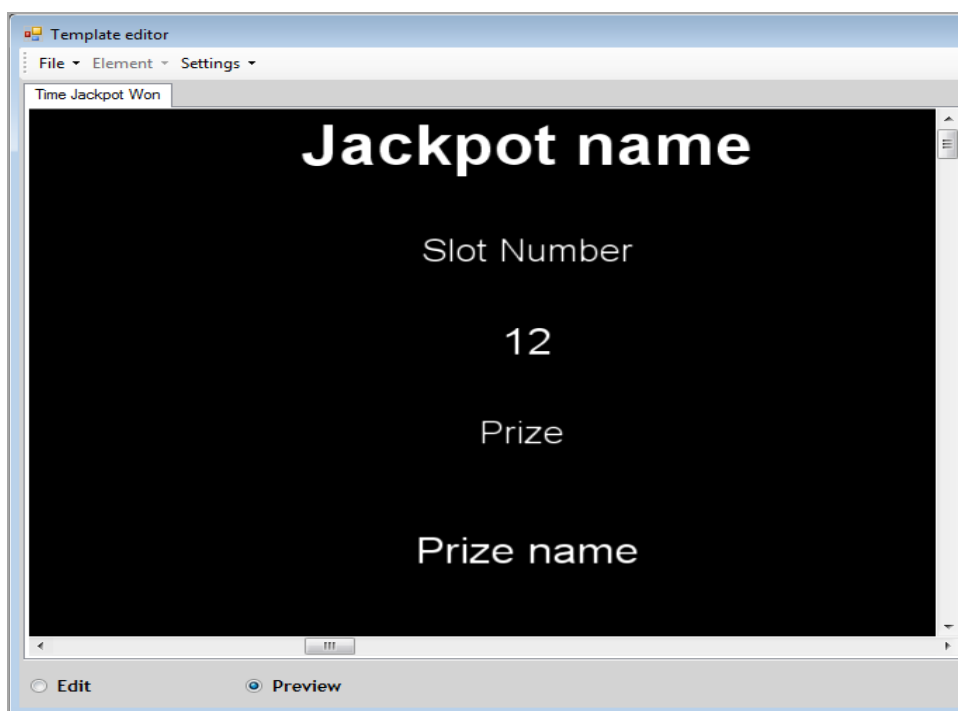 Template editor
File Element Settings
Time Jackpot Won
Jackpot name
Slot Number
12
Prize
Prize name
Edit Preview